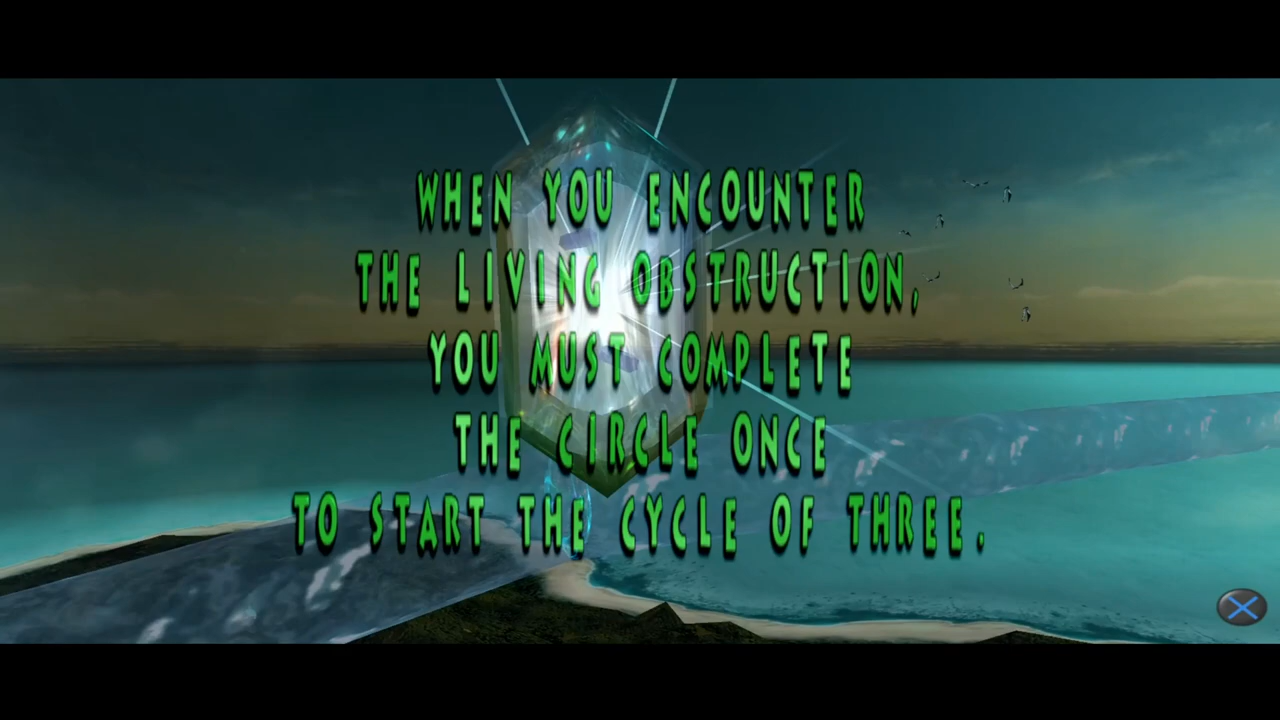 WHEN YOU ENCOUNTER
THE LIVING OBSTRUCTION,
YOU MUST COMPLETE
THE CIRCLE ONCE
TO START THE CYCLE OF THREE.